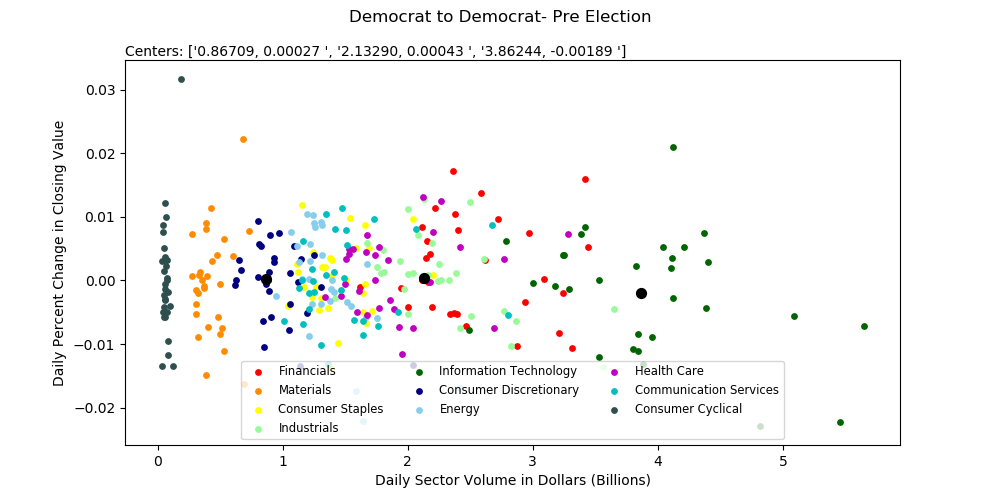 Democrat to Democrat- Pre Election
Centers: ['0.86709, 0.00027 ', '2.13290, 0.00043 ', '3.86244, -0.00189 ']
Daily Percent Change in Closing Value
0.03
0.02
0.01
0.00
−0.01
−0.02
Financials
Materials
Consumer Staples
Industrials
Information Technology
Consumer Discretionary
Energy
Health Care
Communication Services
Consumer Cyclical
0 1 2 3 4 5
Daily Sector Volume in Dollars (Billions)